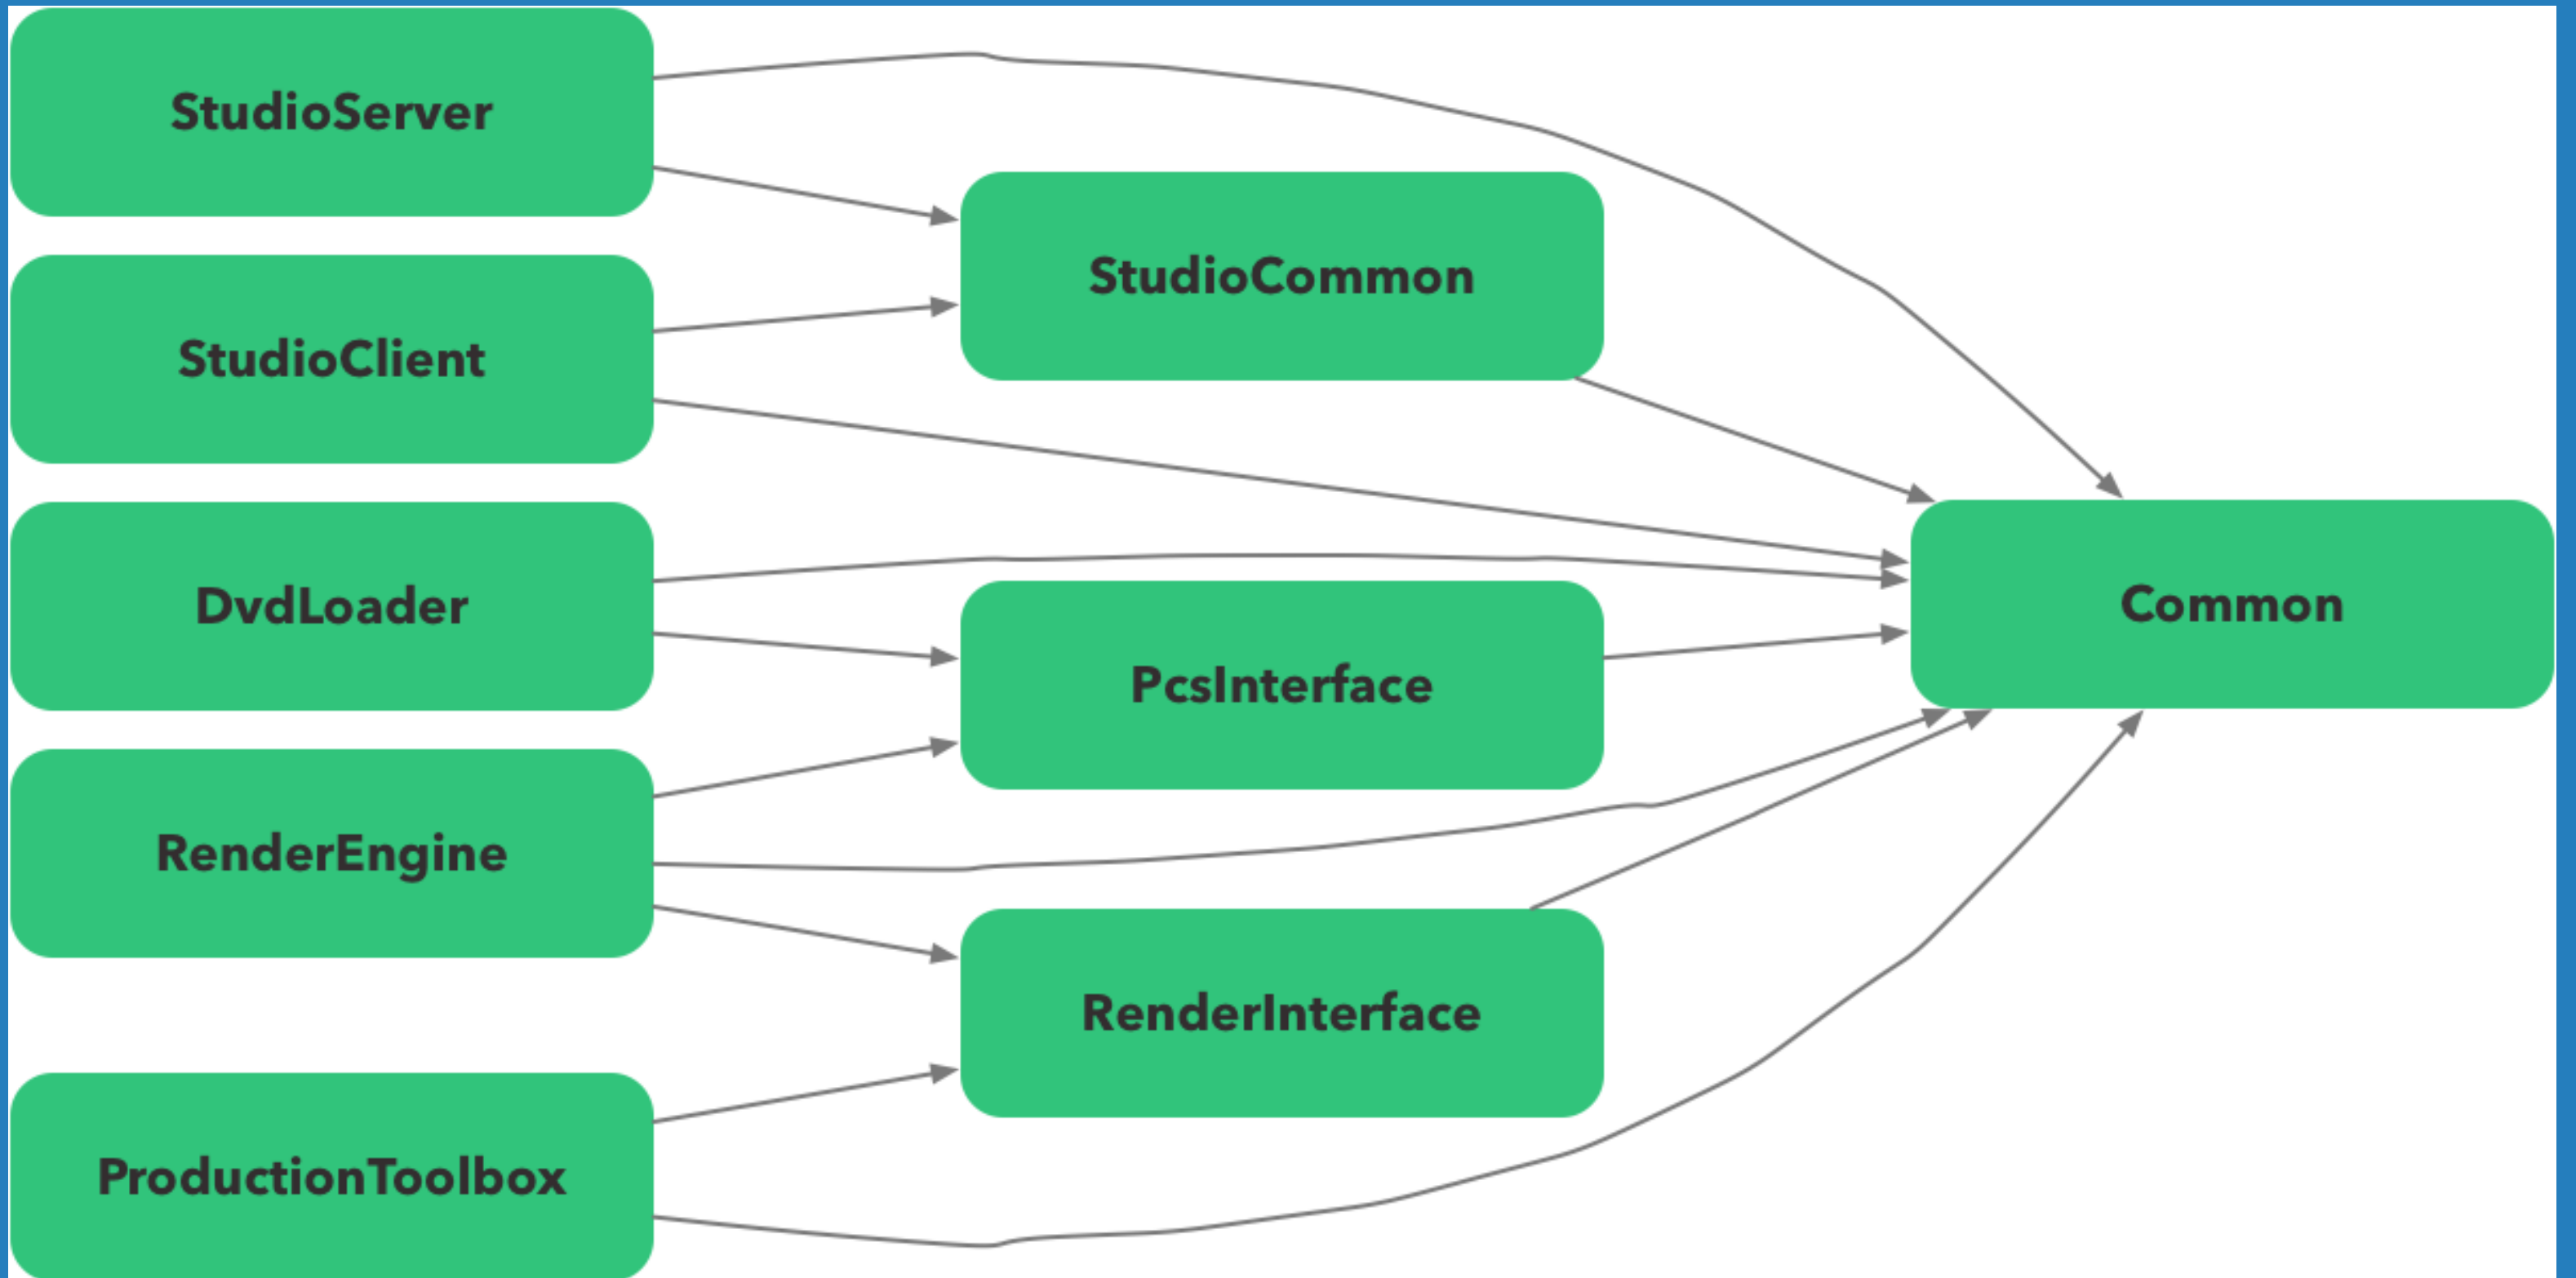 StudioServer
StudioCommon
StudioClient
DvdLoader
Common
PcsInterface
RenderEngine
RenderInterface
ProductionToolbox